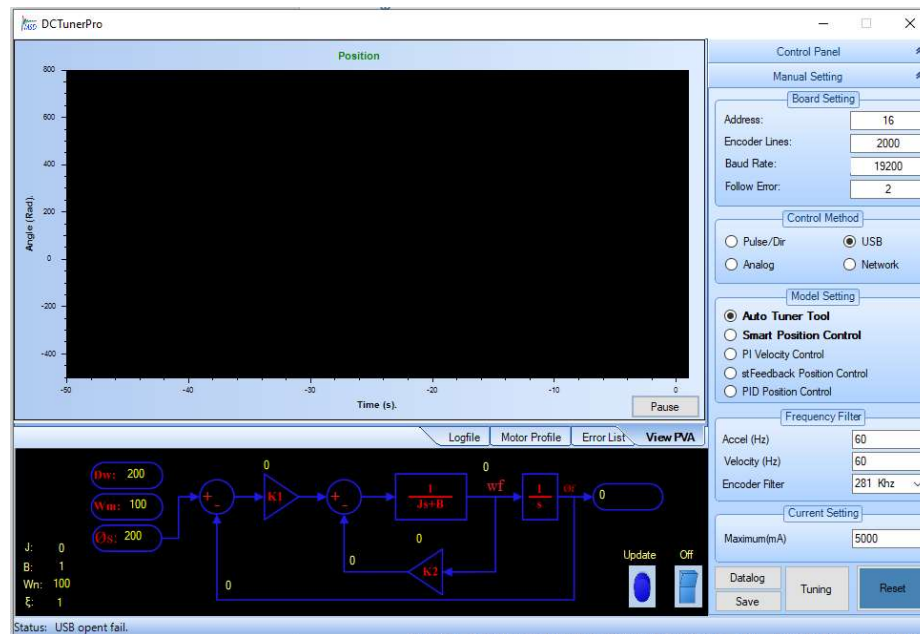 DCTunerPro
Position
800
600
400
200
0
-200
-400
Angle (Rad).
-50
-40
-30
-20
-10
0
Time (s).
Pause
Logfile
Motor Profile
Error List
View PVA
Dw: 200
Wm: 100
Øs: 200
+
-
0
K1
+
-
1
Js+B
0
wf
1
s
0
0
K2
0
0
J: 0
B: 1
Wn: 100
ξ: 1
Update
Off
Control Panel
Manual Setting
Board Setting
Address: 16
Encoder Lines: 2000
Baud Rate: 19200
Follow Error: 2
Control Method
Pulse/Dir
USB
Analog
Network
Model Setting
Auto Tuner Tool
Smart Position Control
PI Velocity Control
stFeedback Position Control
PID Position Control
Frequency Filter
Accel (Hz) 60
Velocity (Hz) 60
Encoder Filter 281 Khz
Current Setting
Maximum(mA) 5000
Datalog
Save
Tuning
Reset
Status: USB opent fail.